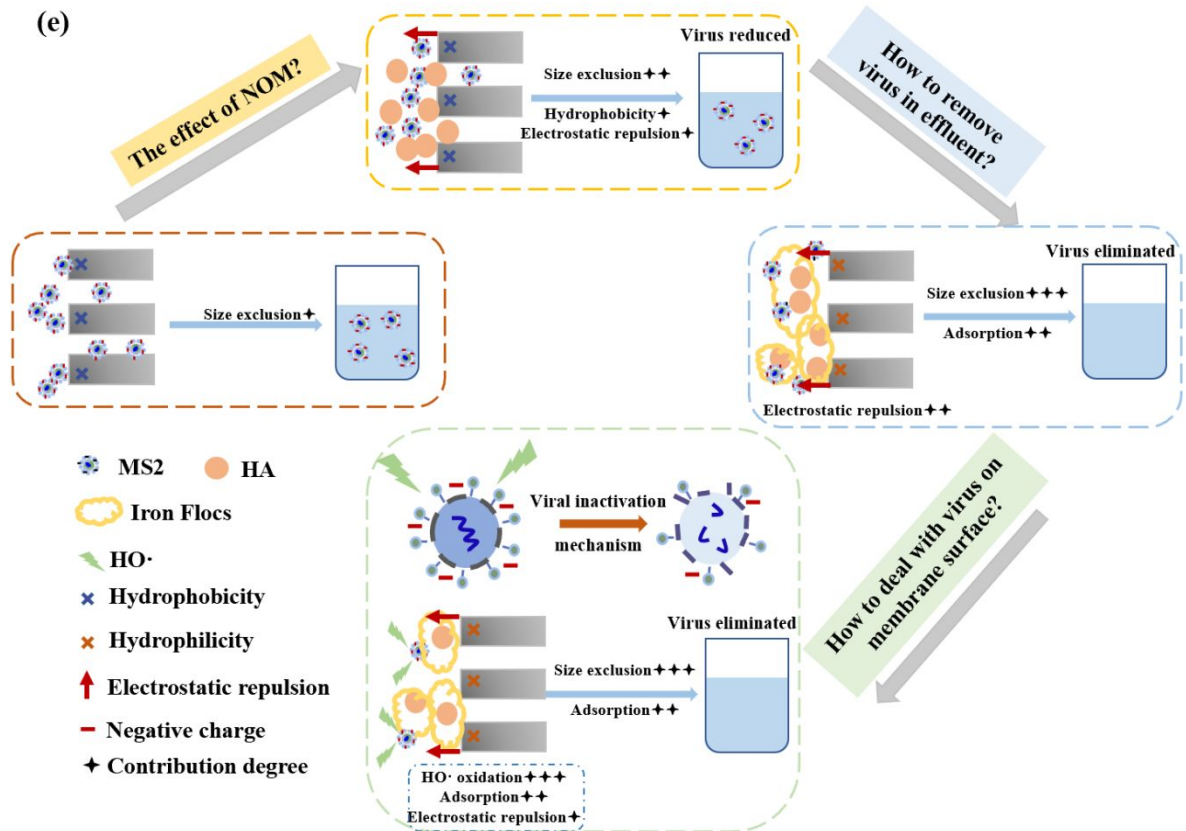 (e)
The effect of NOM?
Virus reduced
Size exclusion✦✦
Hydrophobicity✦
Electrostatic repulsion✦
How to remove
virus in effluent?
Size exclusion✦
Virus eliminated
Size exclusion✦✦✦
Adsorption✦✦
Electrostatic repulsion✦✦
How to deal with virus on
membrane surface?
Viral inactivation
mechanism
Virus eliminated
Size exclusion✦✦✦
Adsorption✦✦
HO· oxidation✦✦✦
Adsorption✦✦
Electrostatic repulsion✦
MS2
HA
Iron Flocs
HO·
Hydrophobicity
Hydrophilicity
Electrostatic repulsion
Negative charge
Contribution degree